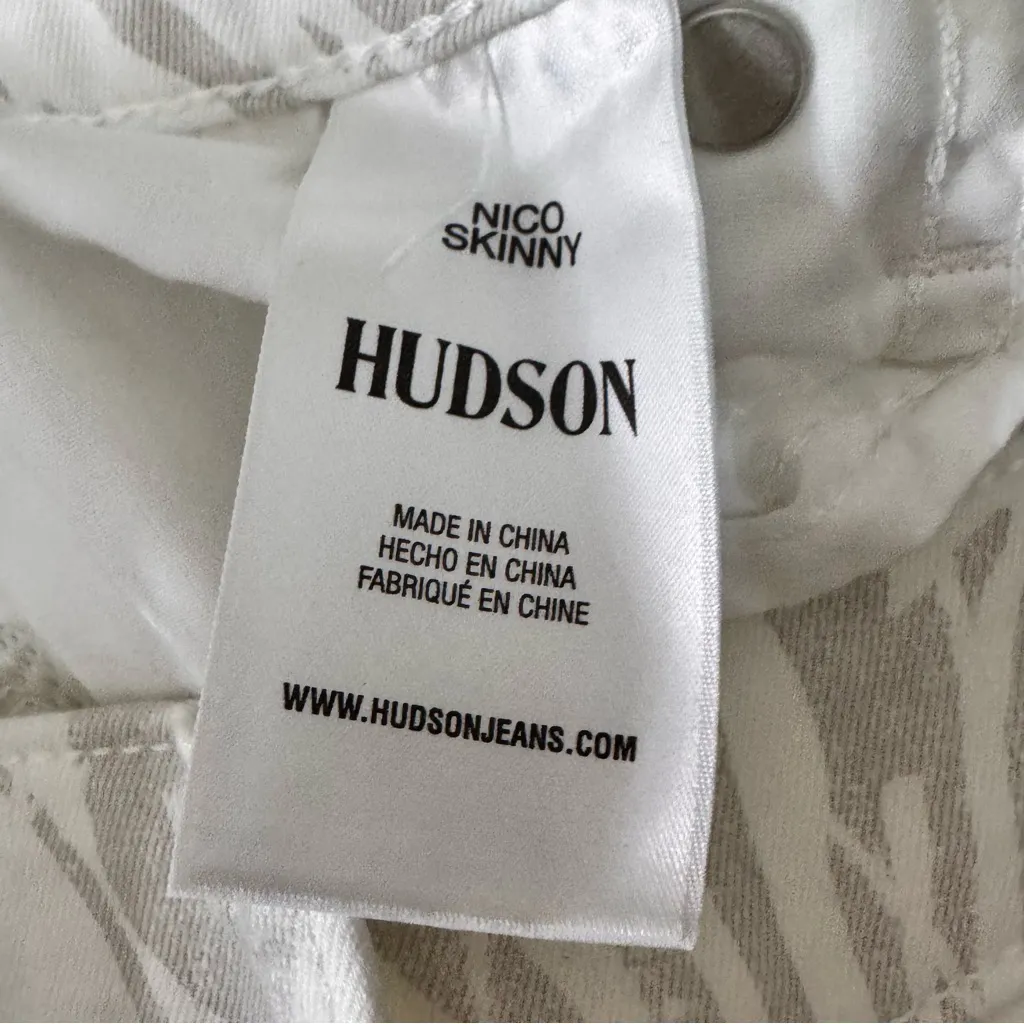 NICO
SKINNY
HUDSON
MADE IN CHINA
HECHO EN CHINA
FABRIQUÉ EN CHINE
WWW.HUDSONJEANS.COM